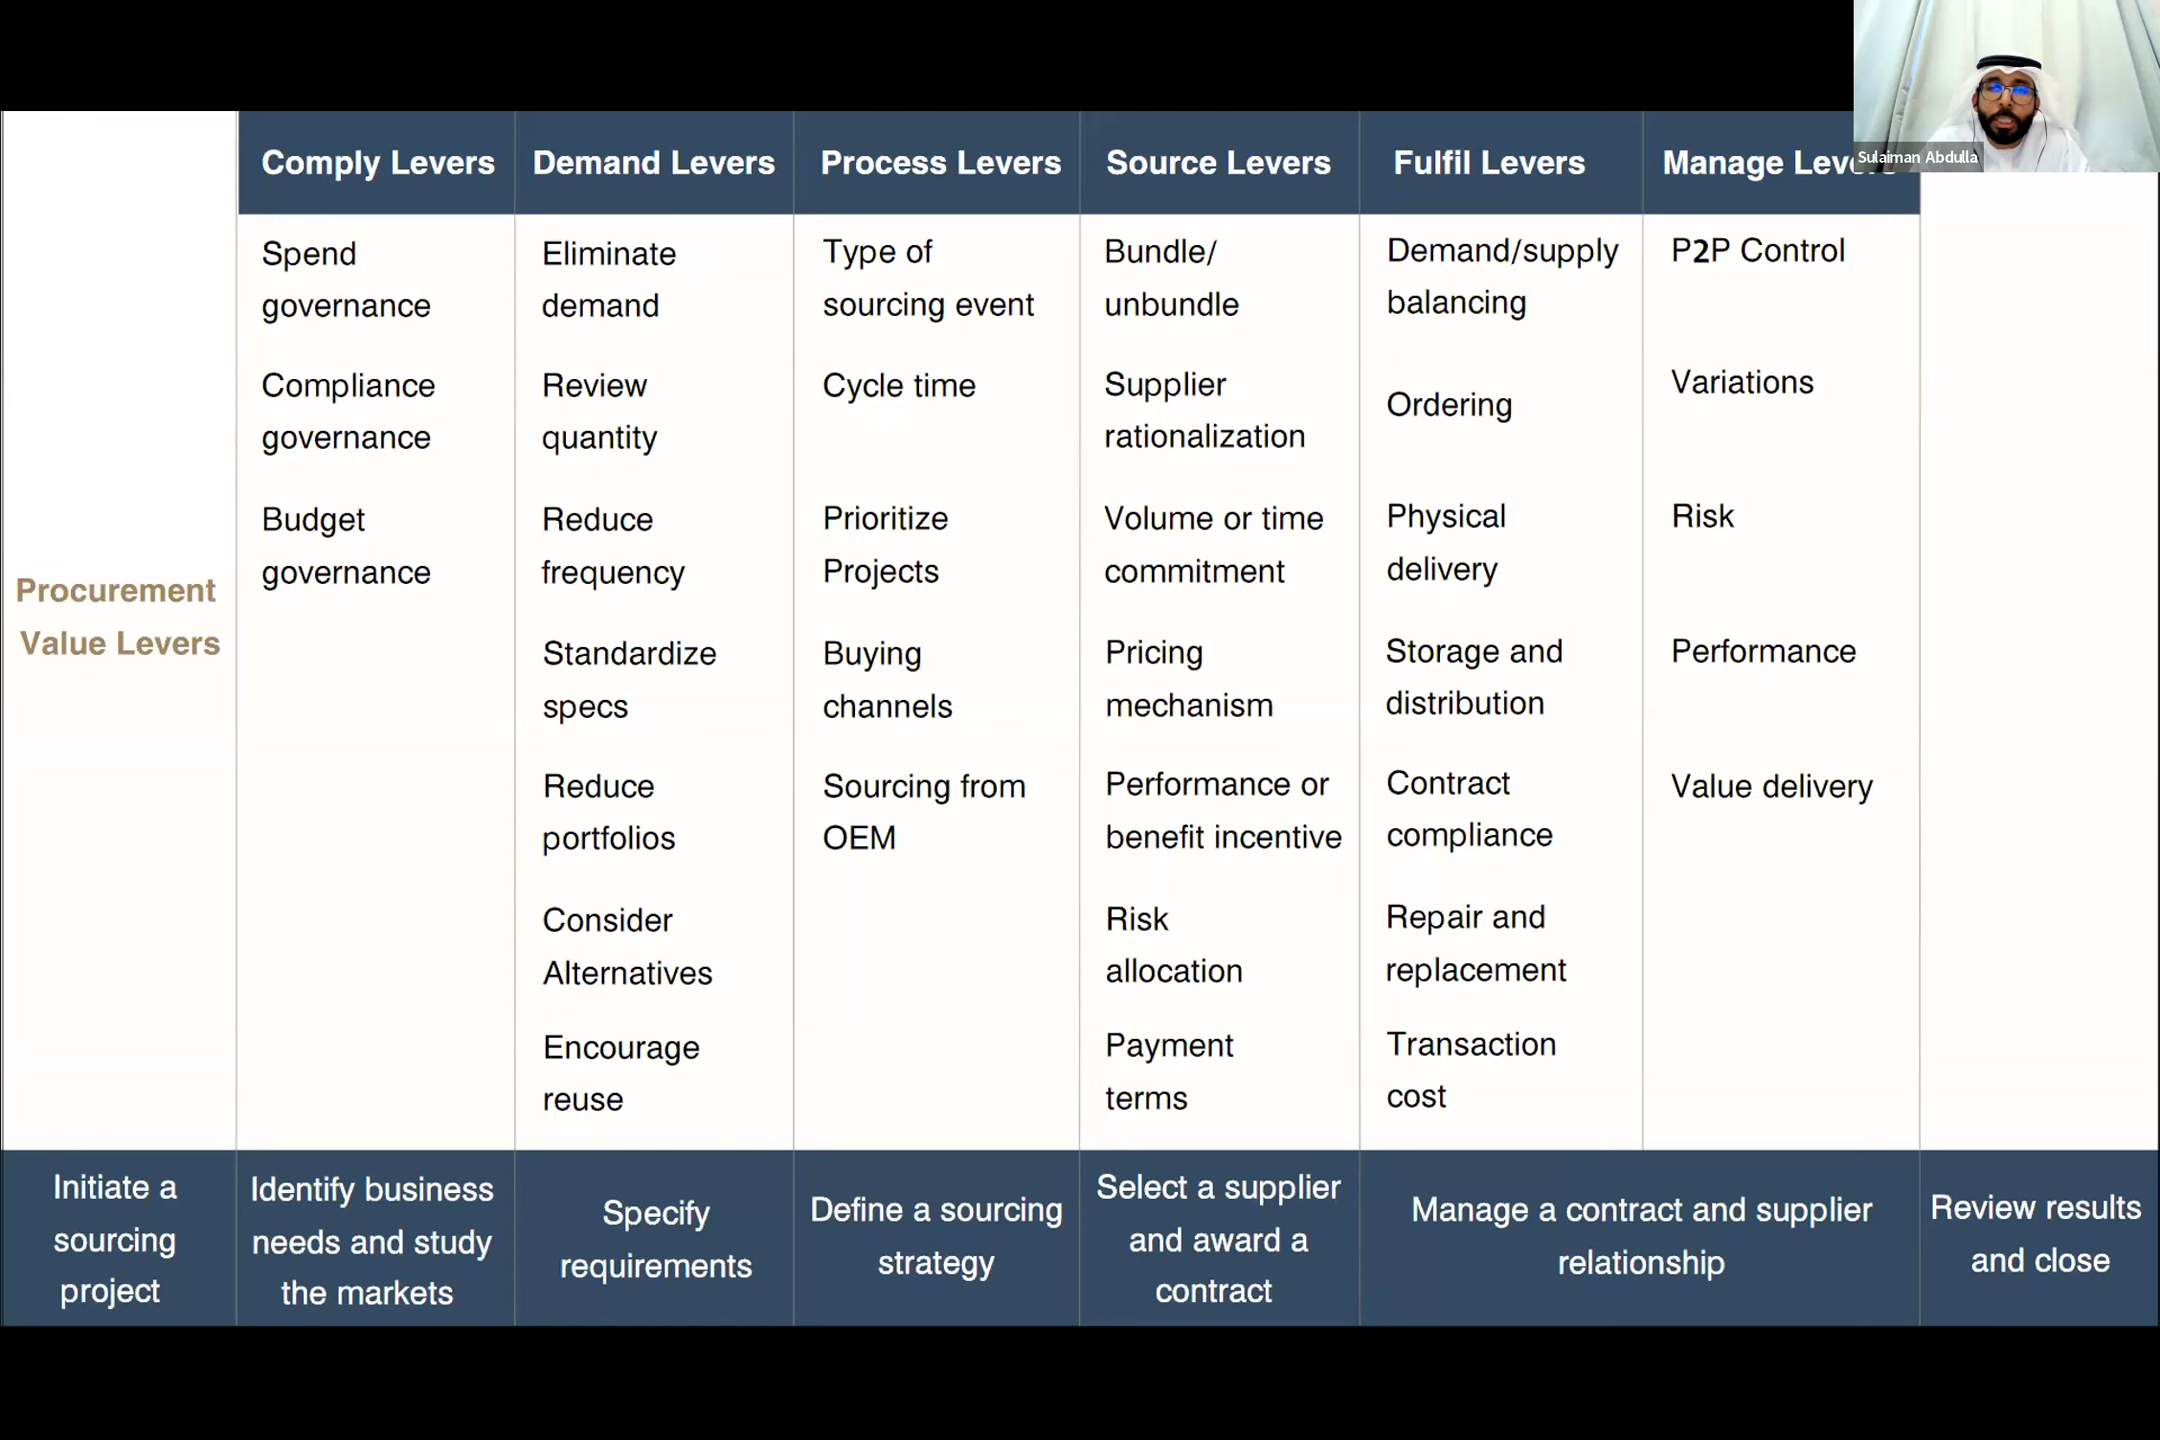 Sulaiman Abdulla
Comply Levers
Demand Levers
Process Levers
Source Levers
Fulfil Levers
Manage Leve
Procurement
Value Levers
Spend
governance
Compliance
governance
Budget
governance
Eliminate
demand
Review
quantity
Reduce
frequency
Standardize
specs
Reduce
portfolios
Consider
Alternatives
Encourage
reuse
Type of
sourcing event
Cycle time
Prioritize
Projects
Buying
channels
Sourcing from
OEM
Bundle/
unbundle
Supplier
rationalization
Volume or time
commitment
Pricing
mechanism
Performance or
benefit incentive
Risk
allocation
Payment
terms
Demand/supply
balancing
Ordering
Physical
delivery
Storage and
distribution
Contract
compliance
Repair and
replacement
Transaction
cost
P2P Control
Variations
Risk
Performance
Value delivery
Initiate a
sourcing
project
Identify business
needs and study
the markets
Specify
requirements
Define a sourcing
strategy
Select a supplier
and award a
contract
Manage a contract and supplier
relationship
Review results
and close